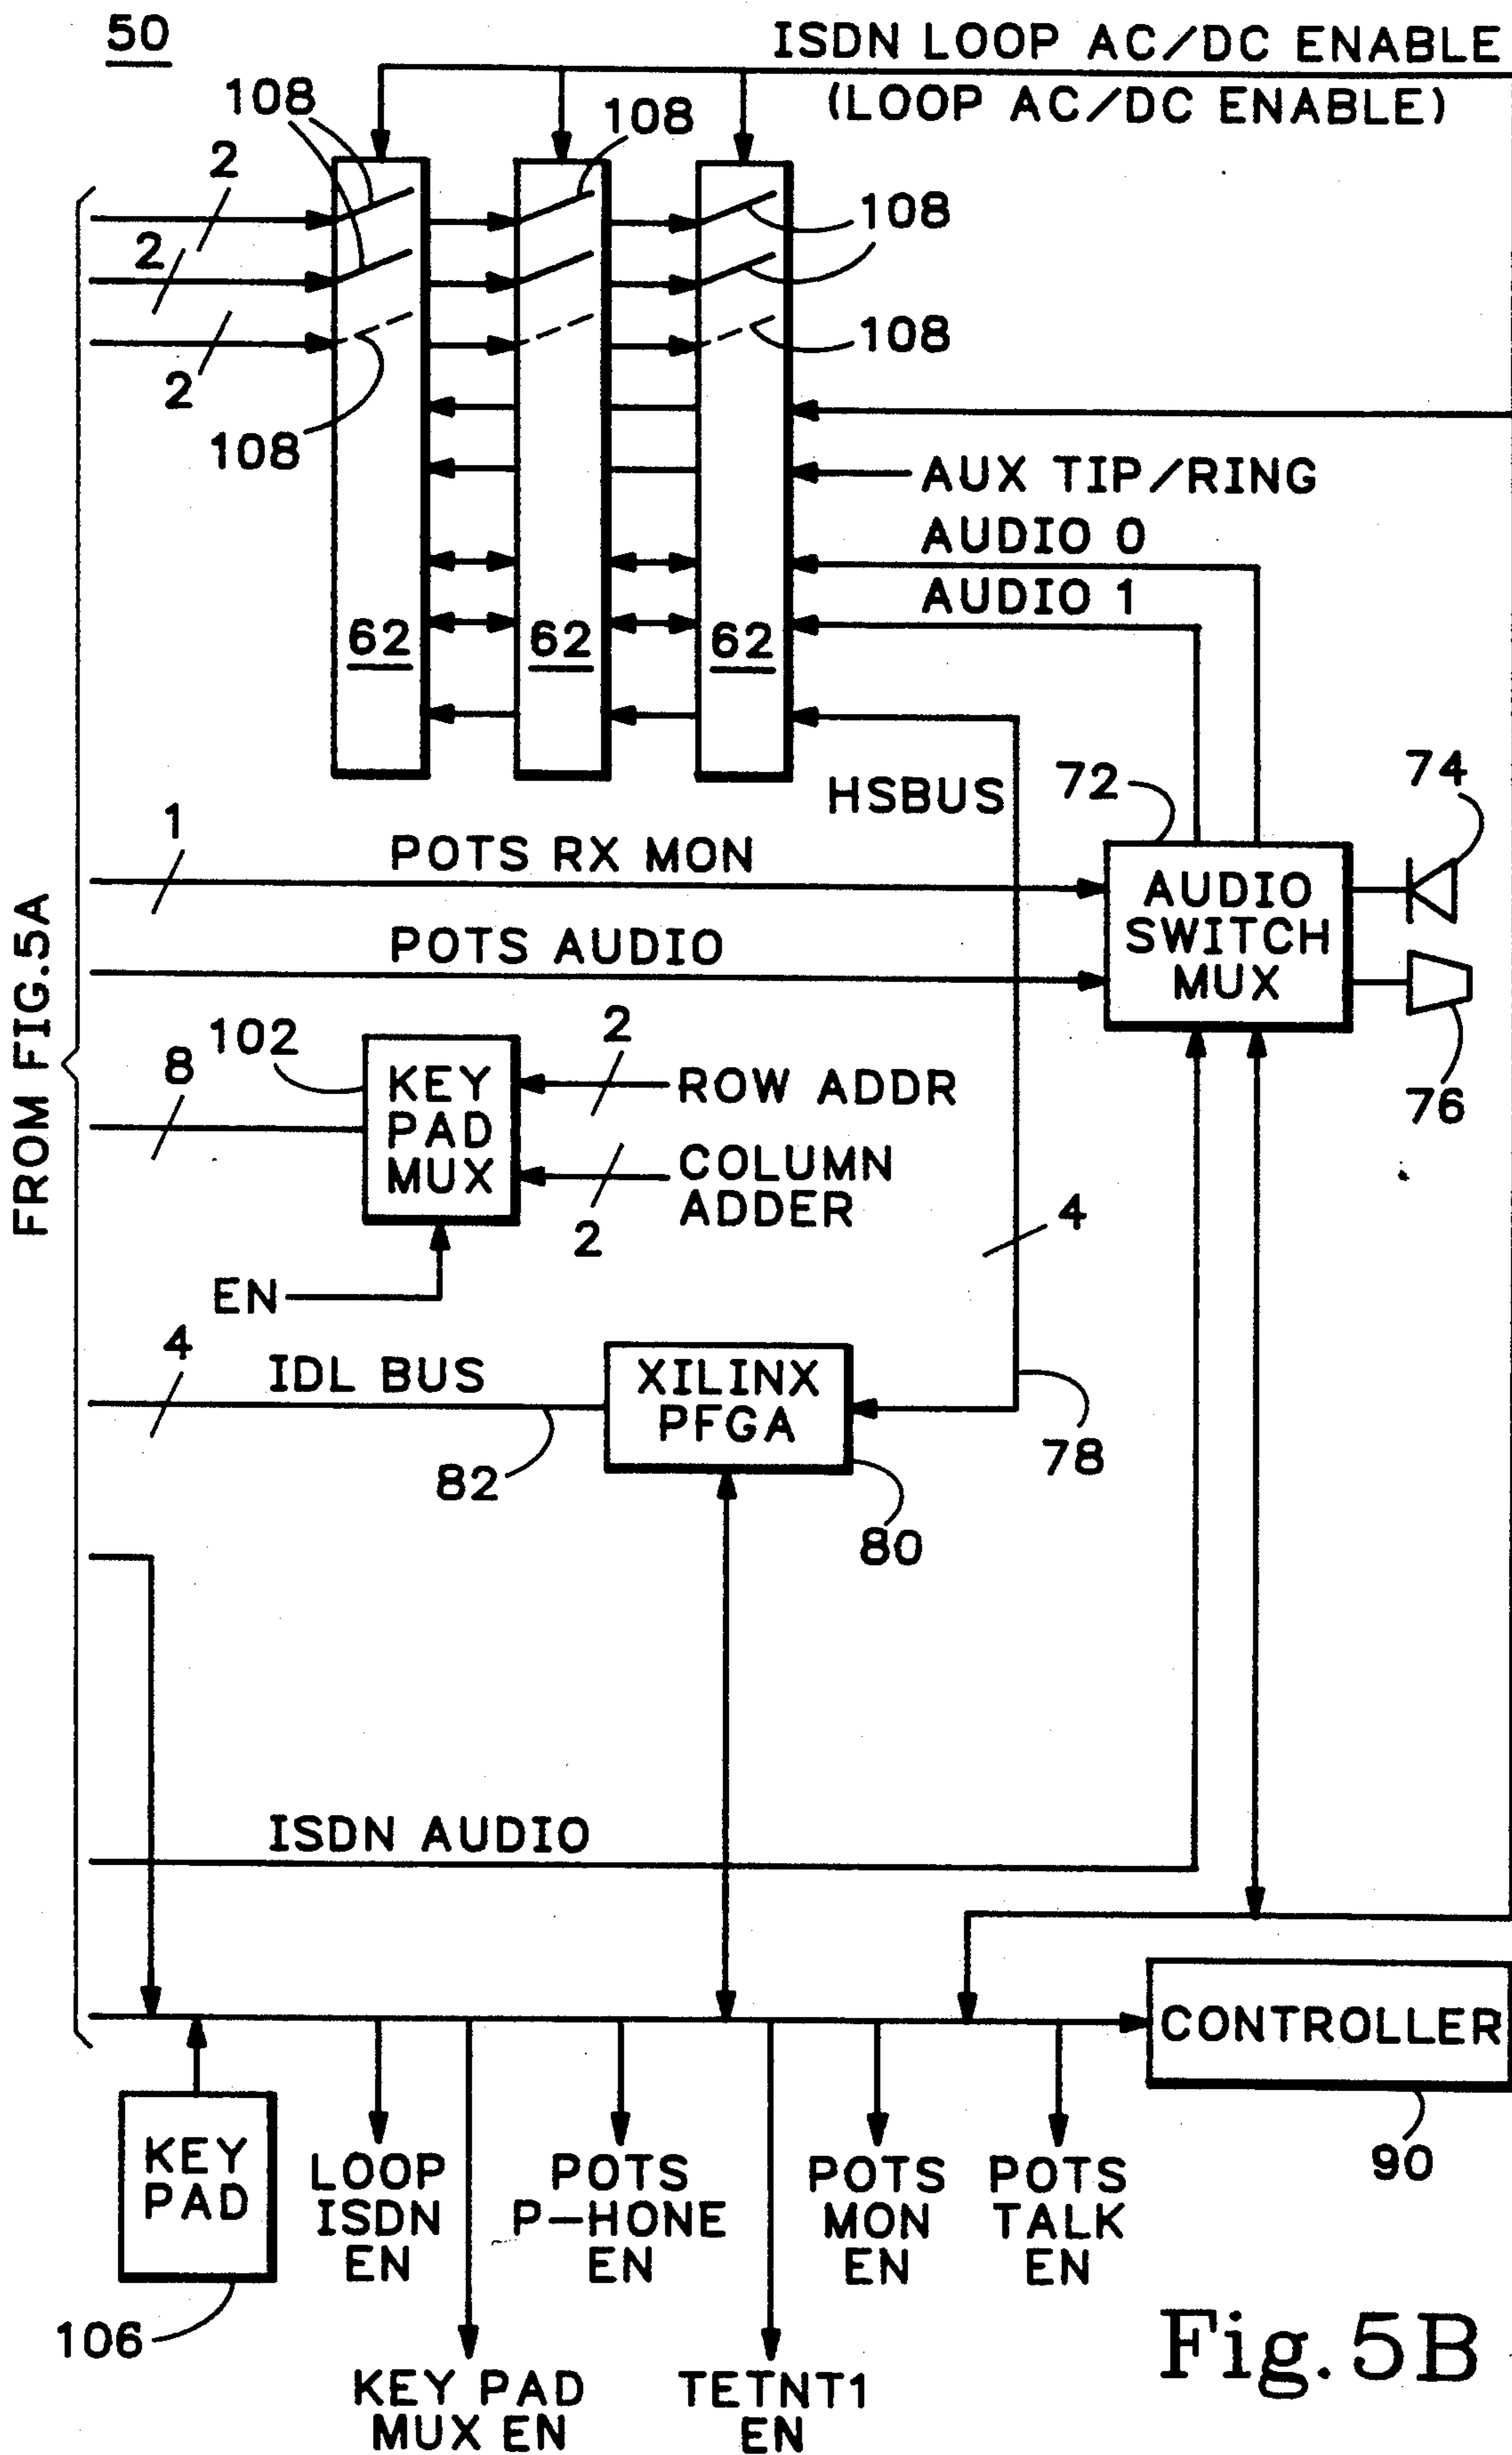 50
ISDN LOOP AC/DC ENABLE
(LOOP AC/DC ENABLE)
108
108
2
108
2
108
2
108
AUX TIP/RING
AUDIO 0
AUDIO 1
62
62
62
HSBUS
72
74
1
POTS RX MON
AUDIO
SWITCH
MUX
POTS AUDIO
76
FROM FIG.5A
102
8
KEY
PAD
MUX
2
ROW ADDR
COLUMN
ADDER
2
4
EN
4
IDL BUS
XILINX
PFGA
82
78
80
ISDN AUDIO
CONTROLLER
90
KEY
PAD
106
LOOP
ISDN
EN
POTS
P-HONE
EN
POTS
MON
EN
POTS
TALK
EN
KEY PAD
MUX EN
TETNT1
EN
Fig. 5B